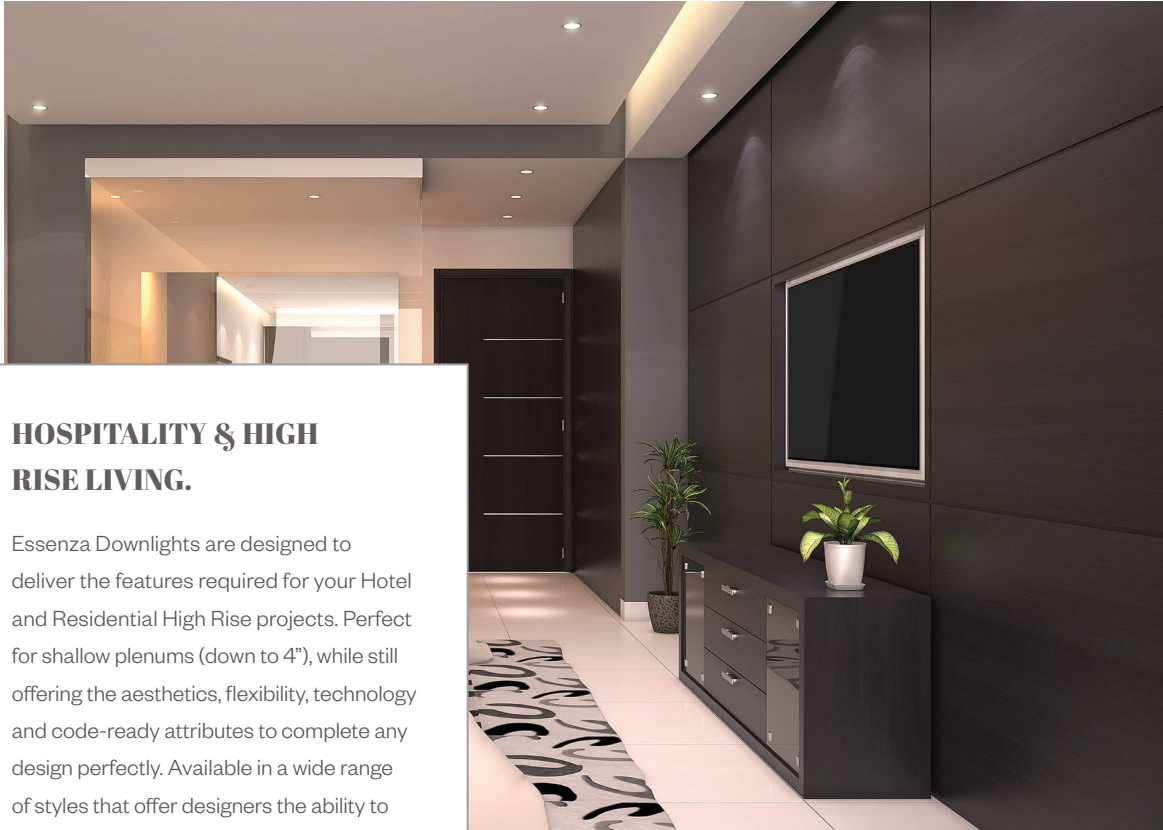 HOSPITALITY & HIGH
RISE LIVING.
Essenza Downlights are designed to
deliver the features required for your Hotel
and Residential High Rise projects. Perfect
for shallow plenums (down to 4”), while still
offering the aesthetics, flexibility, technology
and code-ready attributes to complete any
design perfectly. Available in a wide range
of styles that offer designers the ability to